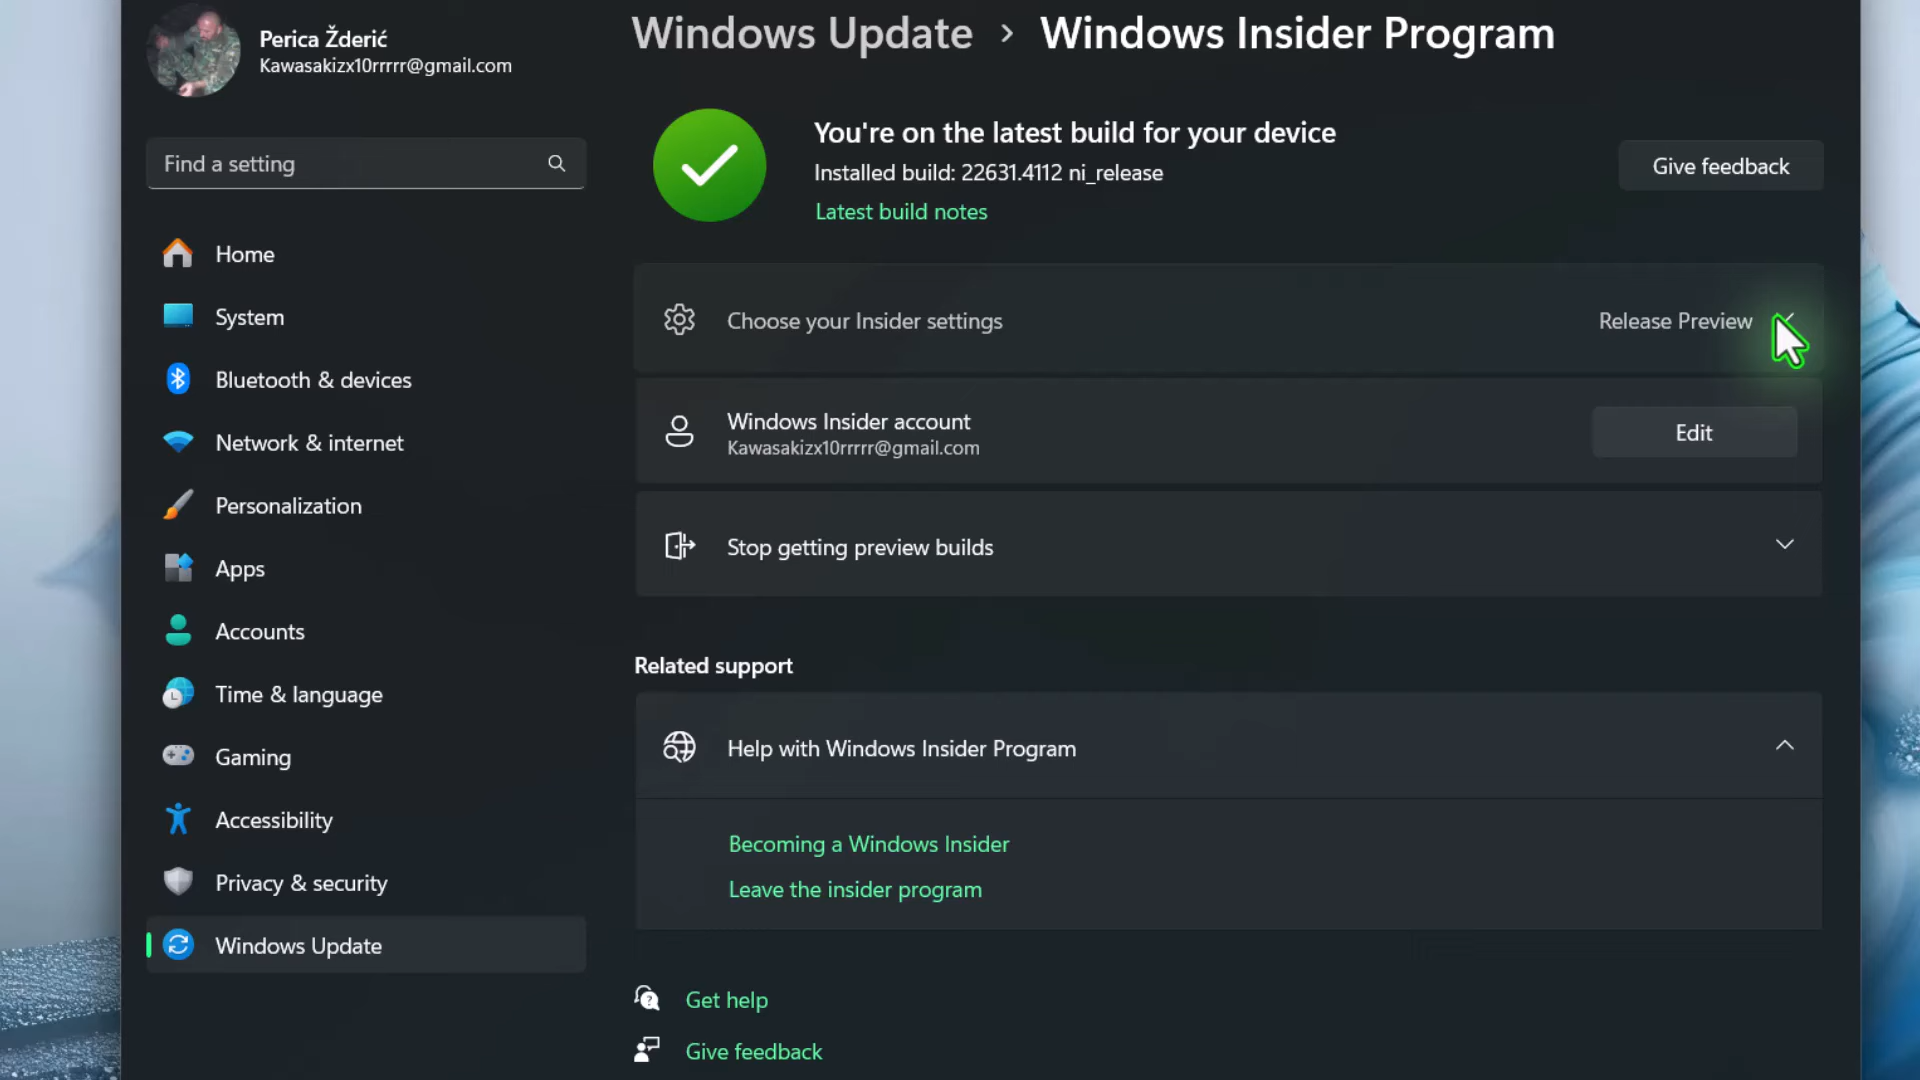 Perica Žderić
Kawasakizx10rrrrr@gmail.com
Find a setting
Home
System
Bluetooth & devices
Network & internet
Personalization
Apps
Accounts
Time & language
Gaming
Accessibility
Privacy & security
Windows Update
Windows Update › Windows Insider Program
You're on the latest build for your device
Installed build: 22631.4112 ni_release
Latest build notes
Give feedback
Choose your Insider settings
Release Preview
Windows Insider account
Kawasakizx10rrrrr@gmail.com
Edit
Stop getting preview builds
Related support
Help with Windows Insider Program
Becoming a Windows Insider
Leave the insider program
Get help
Give feedback